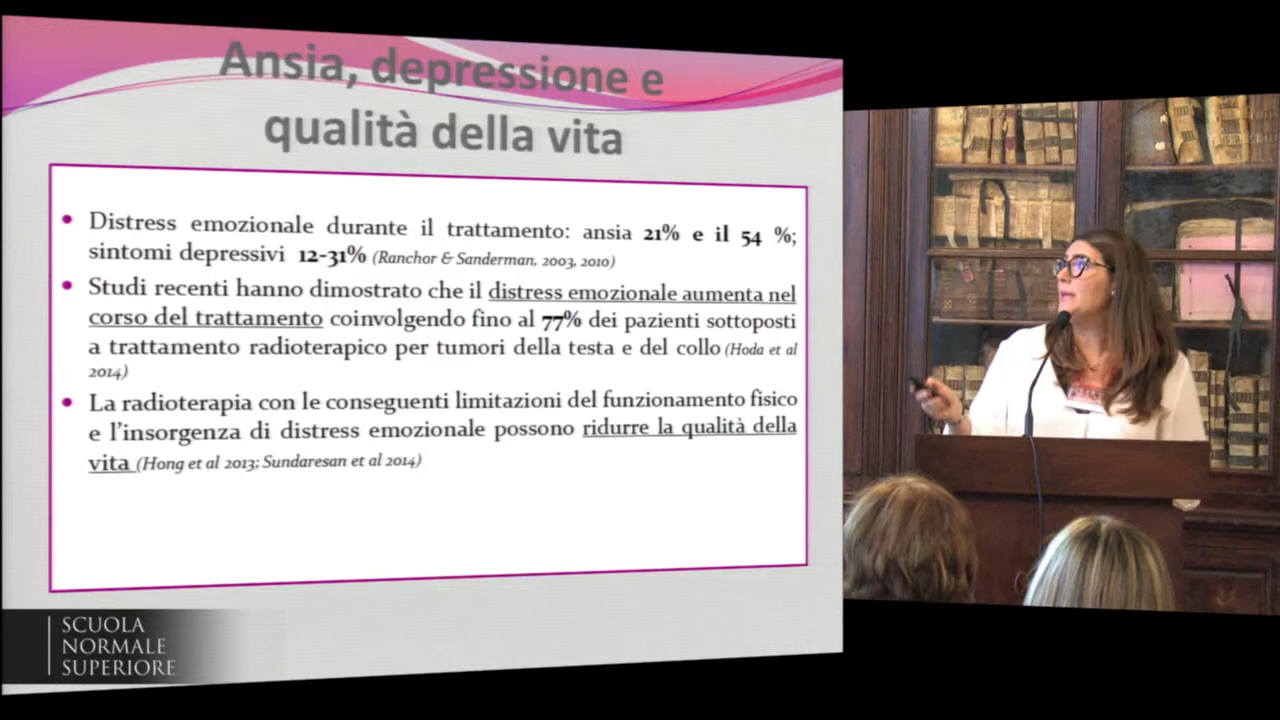 Ansia, depressione e
qualità della vita
Distress emozionale durante il trattamento: ansia 21% e il 54 %;
sintomi depressivi 12-31% (Ranchor & Sanderman, 2003, 2010)
Studi recenti hanno dimostrato che il distress emozionale aumenta nel
corso del trattamento coinvolgendo fino al 77% dei pazienti sottoposti
a trattamento radioterapico per tumori della testa e del collo (Hoda et al
2014)
La radioterapia con le conseguenti limitazioni del funzionamento fisico
e l'insorgenza di distress emozionale possono ridurre la qualità della
vita (Hong et al 2013; Sundaresan et al 2014)
SCUOLA
NORMALE
SUPERIORE